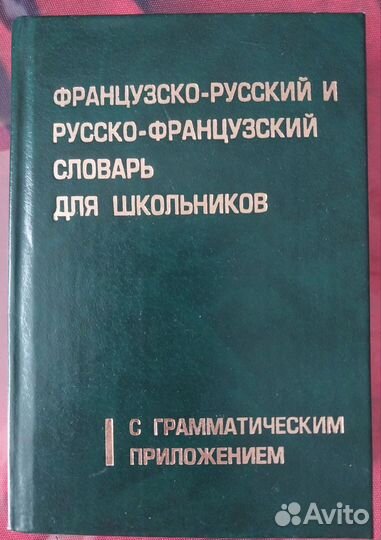 ФРАНЦУЗСКО-РУССКИЙ И
РУССКО-ФРАНЦУЗСКИЙ
СЛОВАРЬ
ДЛЯ ШКОЛЬНИКОВ
С ГРАММАТИЧЕСКИМ
ПРИЛОЖЕНИЕМ
Avito